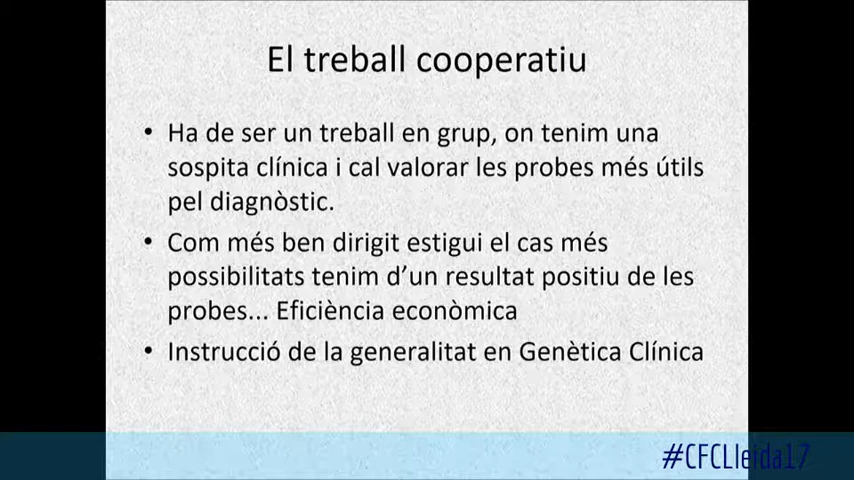 El treball cooperatiu
• Ha de ser un treball en grup, on tenim una
sospita clínica i cal valorar les probes més útils
pel diagnòstic.
• Com més ben dirigit estigui el cas més
possibilitats tenim d’un resultat positiu de les
probes... Eficiència econòmica
• Instrucció de la generalitat en Genètica Clínica
#CFCLleida17